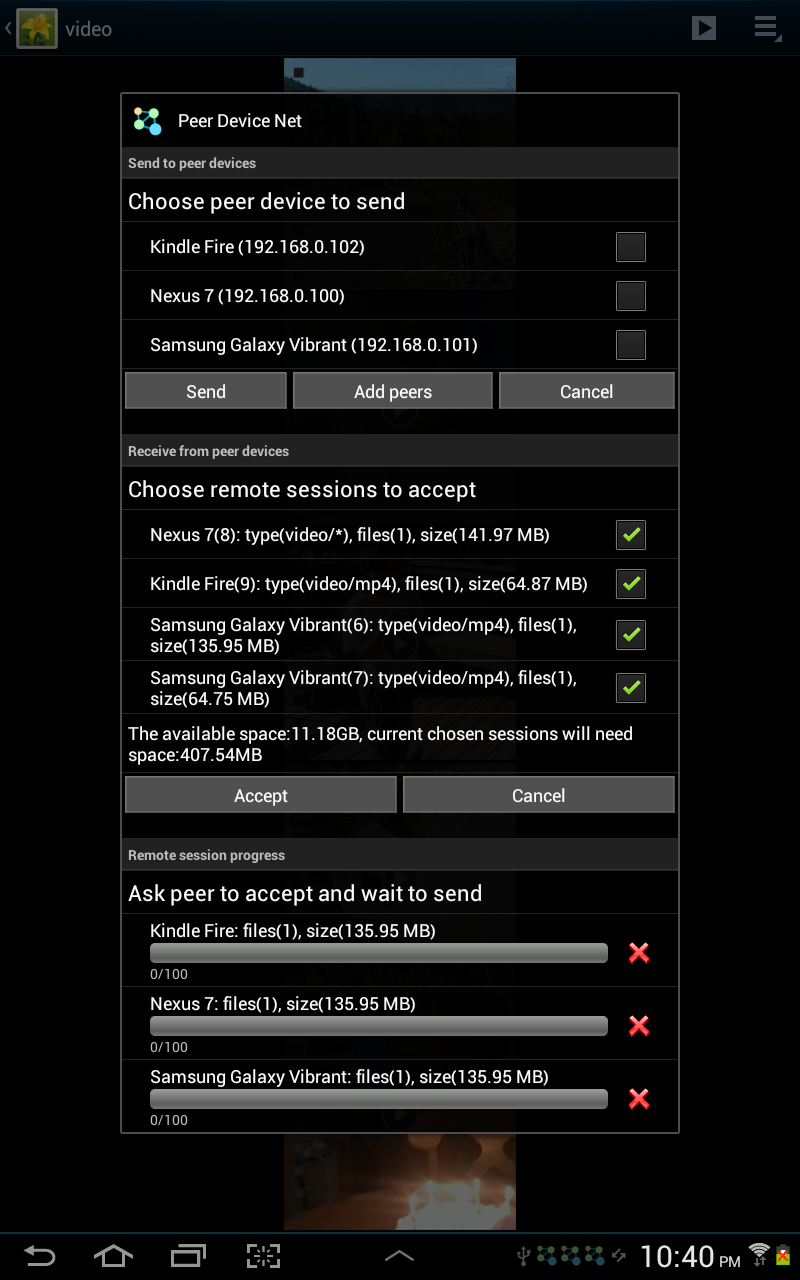 video
Peer Device Net
Send to peer devices
Choose peer device to send
Kindle Fire (192.168.0.102)
Nexus 7 (192.168.0.100)
Samsung Galaxy Vibrant (192.168.0.101)
Send Add peers Cancel
Receive from peer devices
Choose remote sessions to accept
Nexus 7(8): type(video/*), files(1), size(141.97 MB)
Kindle Fire(9): type(video/mp4), files(1), size(64.87 MB)
Samsung Galaxy Vibrant(6): type(video/mp4), files(1),
size(135.95 MB)
Samsung Galaxy Vibrant(7): type(video/mp4), files(1),
size(64.75 MB)
The available space:11.18GB, current chosen sessions will need
space:407.54MB
Accept Cancel
Remote session progress
Ask peer to accept and wait to send
Kindle Fire: files(1), size(135.95 MB)
0/100
Nexus 7: files(1), size(135.95 MB)
0/100
Samsung Galaxy Vibrant: files(1), size(135.95 MB)
0/100
10:40 PM